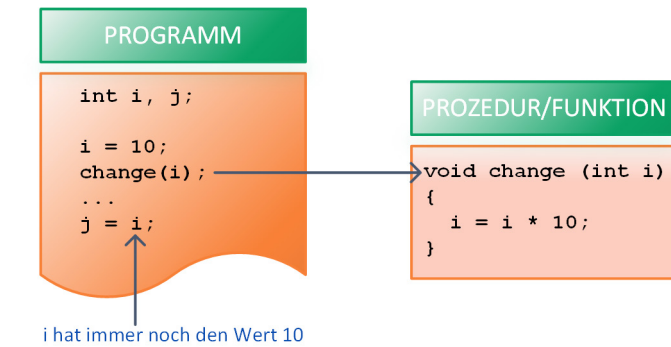 PROGRAMM
int i, j;
i = 10;
change(i);
...
j = i;
i hat immer noch den Wert 10
PROZEDUR/FUNKTION
void change (int i)
{
i = i * 10;
}